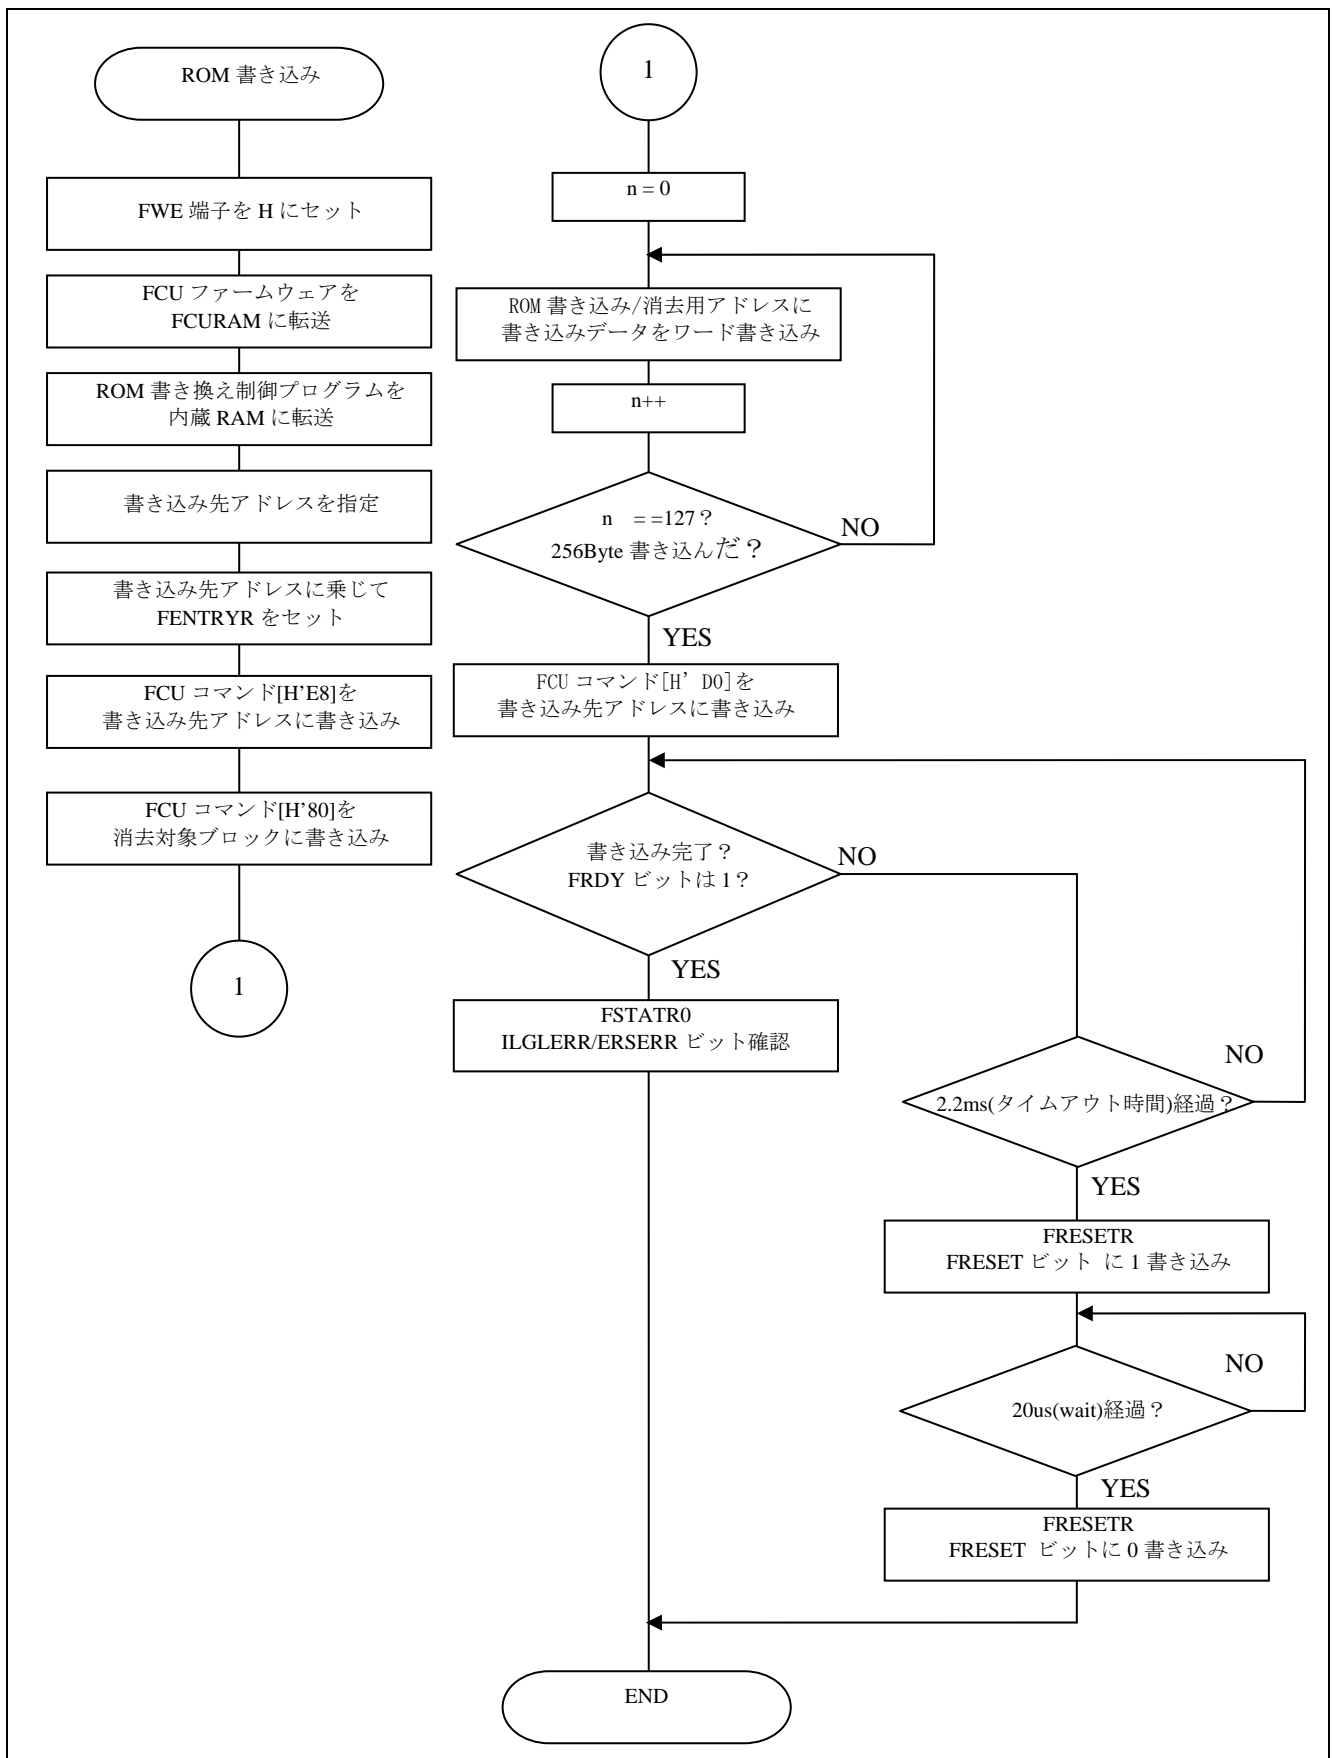 ROM 書き込み
FWE 端子を H にセット
FCU ファームウェアを
FCURAM に転送
ROM 書き換え制御プログラムを
内蔵 RAM に転送
書き込み先アドレスを指定
書き込み先アドレスに乗じて
FENTRYR をセット
FCU コマンド[H'E8]を
書き込み先アドレスに書き込み
FCU コマンド[H'80]を
消去対象ブロックに書き込み
1
1
n = 0
ROM 書き込み/消去用アドレスに
書き込みデータをワード書き込み
n++
n ==127？
256Byte 書き込んだ？
NO
YES
FCU コマンド[H' D0]を
書き込み先アドレスに書き込み
書き込み完了？
FRDY ビットは 1？
NO
YES
FSTATR0
ILGLERR/ERSERR ビット確認
2.2ms(タイムアウト時間)経過？
NO
YES
FRESETR
FRESET ビット に 1 書き込み
20us(wait)経過？
NO
YES
FRESETR
FRESET ビットに 0 書き込み
END